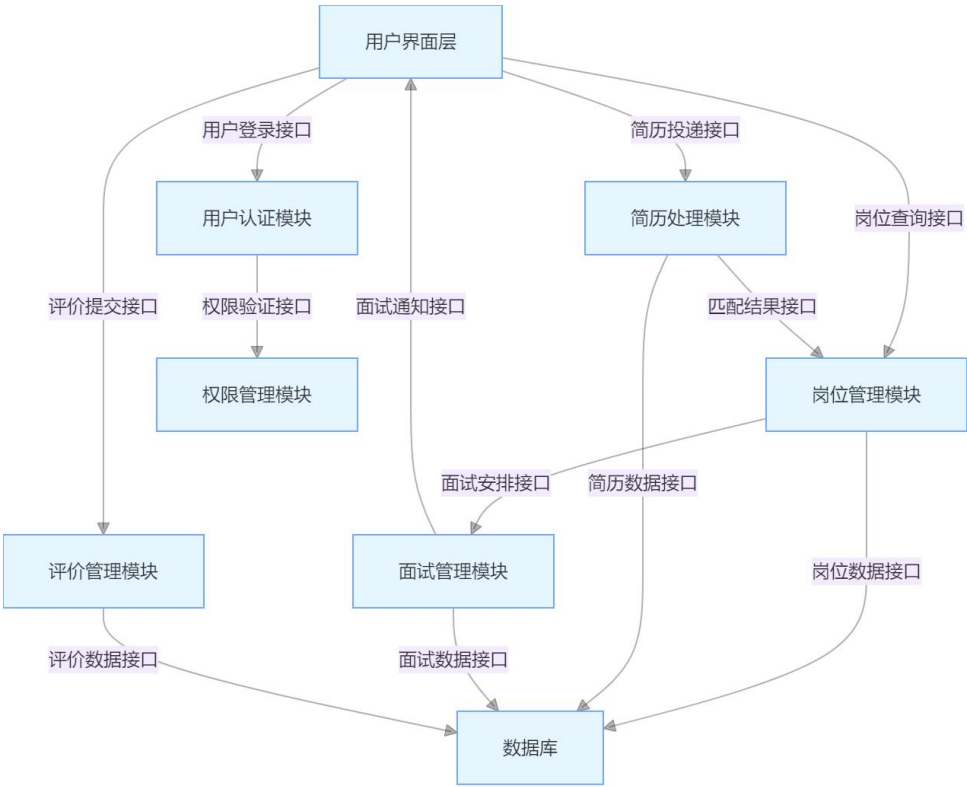 用户界面层
用户登录接口
简历投递接口
用户认证模块
简历处理模块
岗位查询接口
评价提交接口
权限验证接口
面试通知接口
匹配结果接口
权限管理模块
岗位管理模块
面试安排接口
简历数据接口
评价管理模块
面试管理模块
岗位数据接口
评价数据接口
面试数据接口
数据库